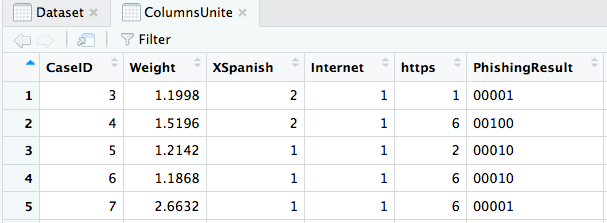 Dataset ColumnsUnite
Filter
CaseID Weight XSpanish Internet https PhishingResult
1 3 1.1998 2 1 1 00001
2 4 1.5196 2 1 6 00100
3 5 1.2142 1 1 2 00010
4 6 1.1868 1 1 6 00010
5 7 2.6632 1 1 6 00001